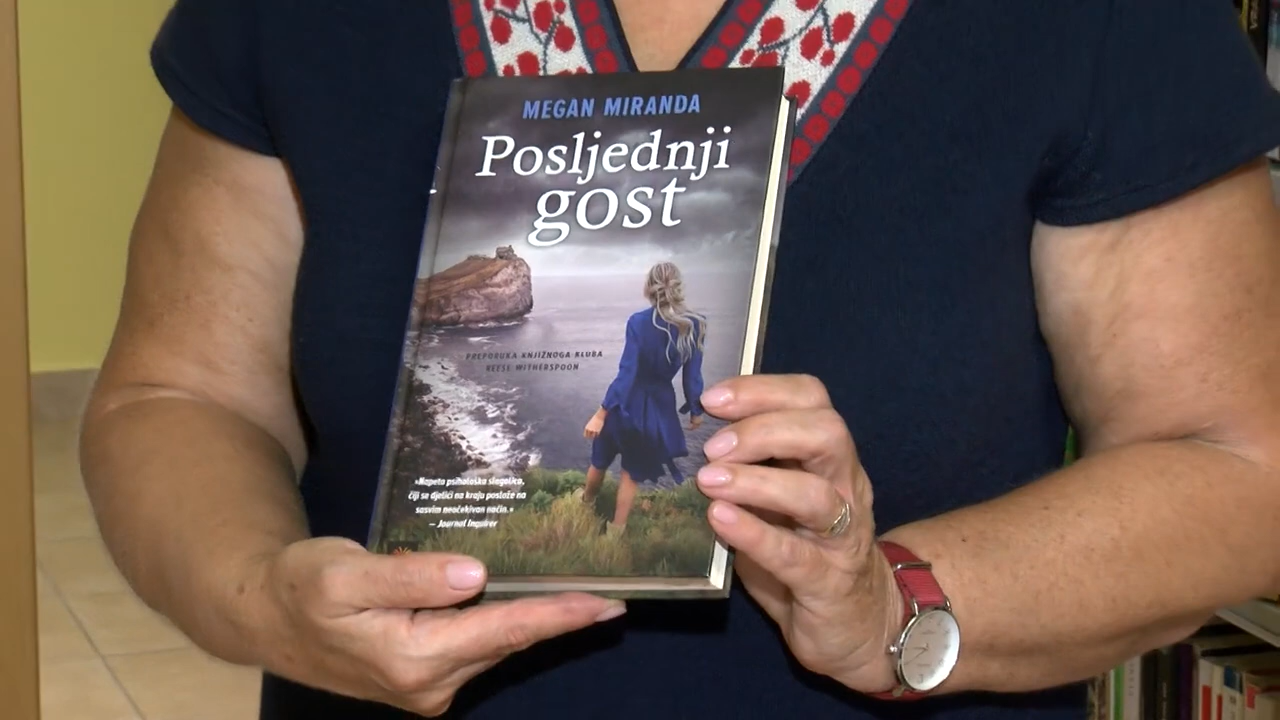 MEGAN MIRANDA
Posljednji
gost
PREPORUKA KNJIŽNOGA KLUBA
REESE WITHERSPOON
»Napeta psihološka slagalica,
čiji se djelići na kraju poslože na
sasvim neočekivan način.«
— Journal Inquirer